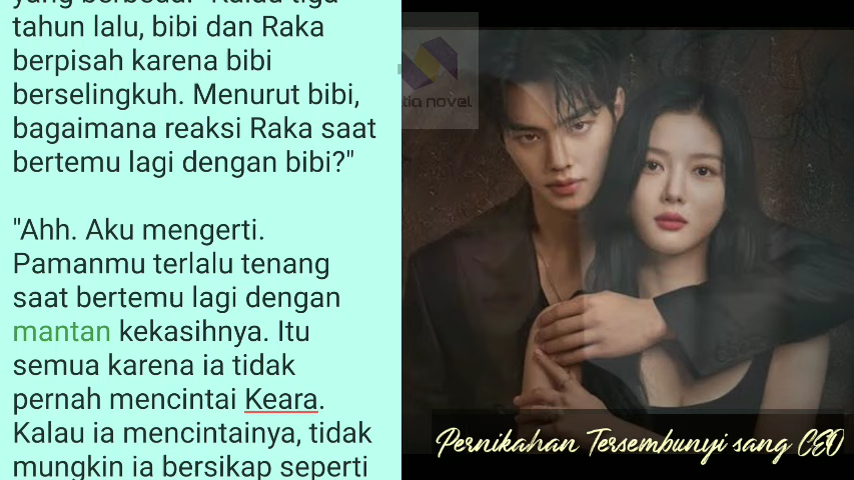 tahun lalu, bibi dan Raka
berpisah karena bibi
berselingkuh. Menurut bibi,
bagaimana reaksi Raka saat
bertemu lagi dengan bibi?"
"Ahh. Aku mengerti.
Pamanmu terlalu tenang
saat bertemu lagi dengan
mantan kekasihnya. Itu
semua karena ia tidak
pernah mencintai Keara.
Kalau ia mencintainya, tidak
mungkin ia bersikap seperti
novel
Pernikahan Tersembunyi sang CEO